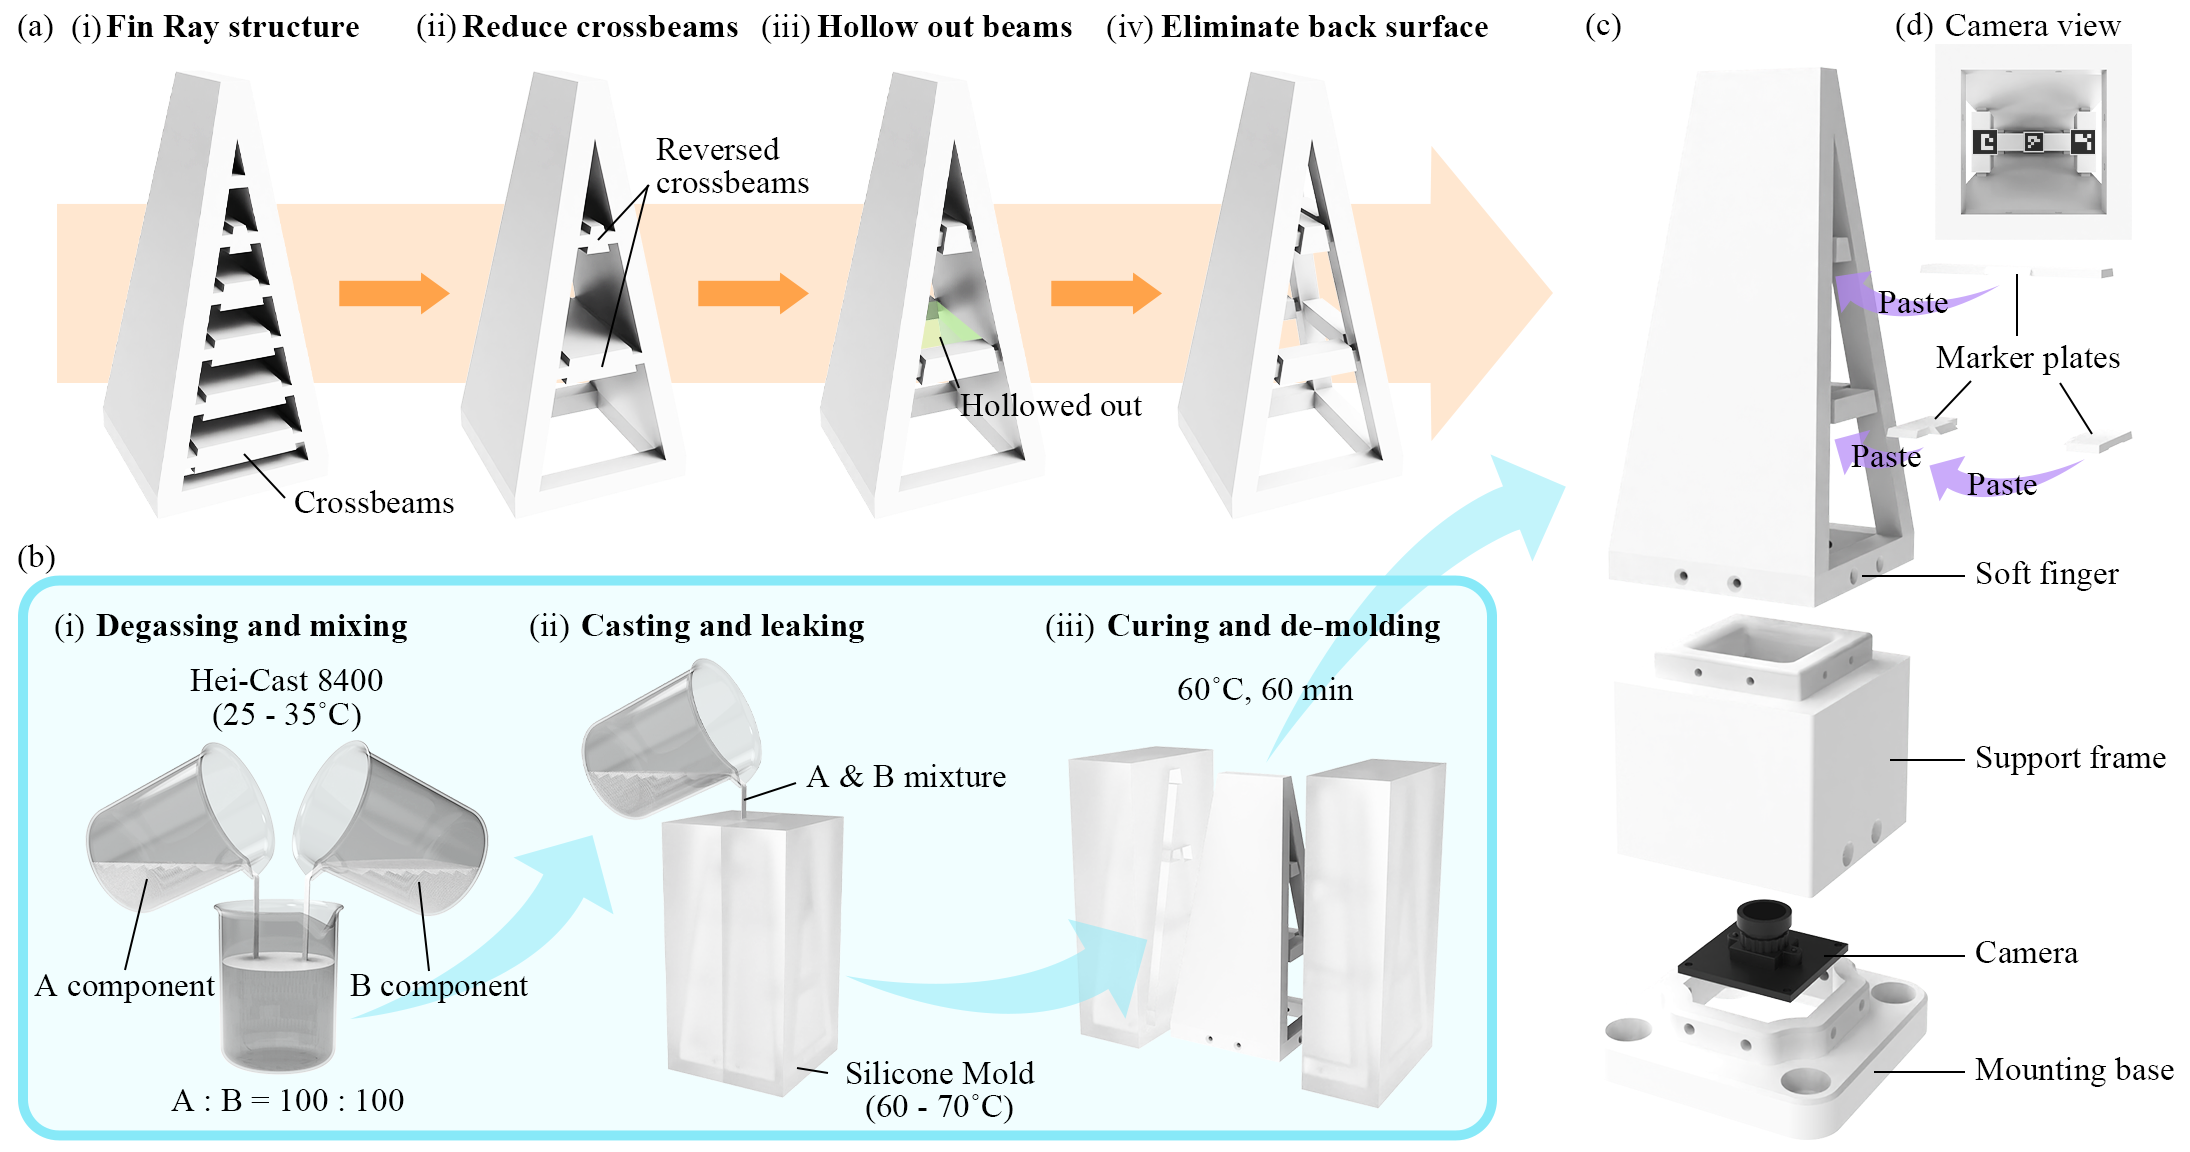 (a) (i) Fin Ray structure
(ii) Reduce crossbeams
(iii) Hollow out beams
(iv) Eliminate back surface
Reversed
crossbeams
Crossbeams
Hollowed out
(b)
(i) Degassing and mixing
Hei-Cast 8400
(25 - 35°C)
A component
B component
A : B = 100 : 100
(ii) Casting and leaking
A & B mixture
Silicone Mold
(60 - 70°C)
(iii) Curing and de-molding
60°C, 60 min
(c)
(d) Camera view
Paste
Marker plates
Paste
Paste
Soft finger
Support frame
Camera
Mounting base